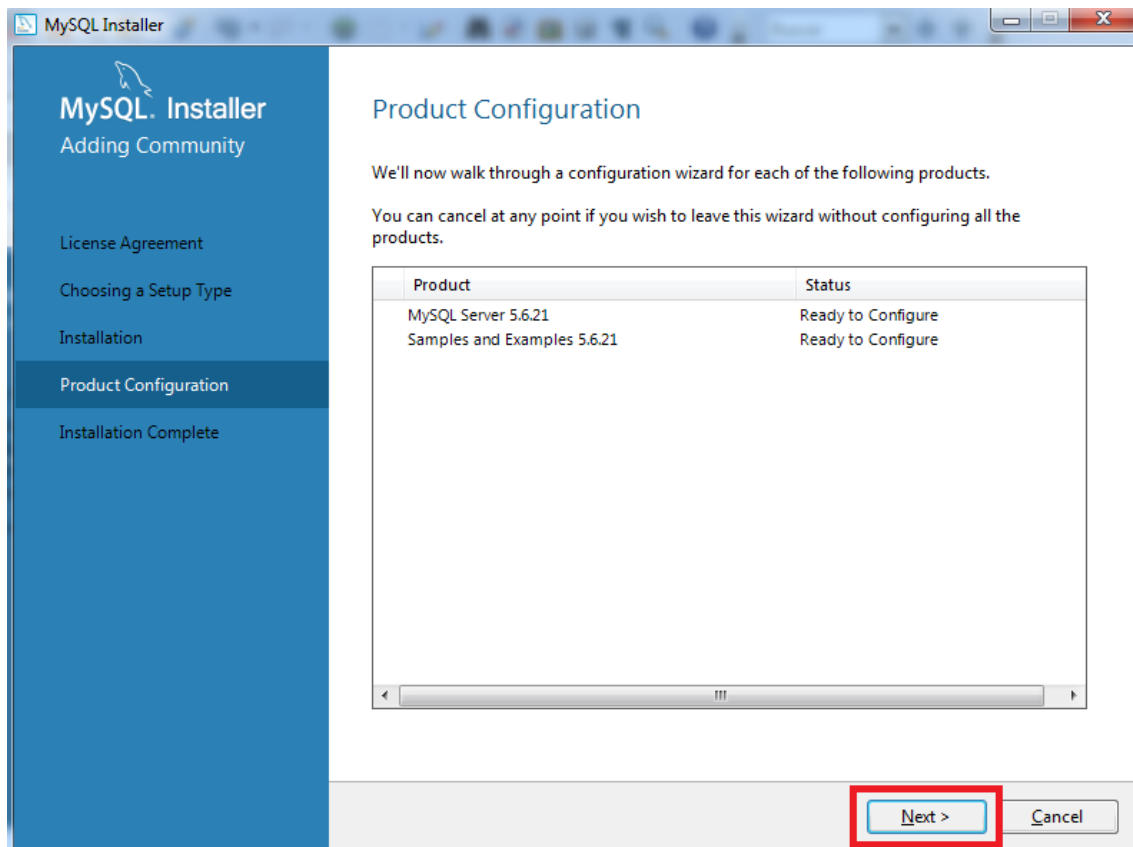 MySQL Installer
MySQL. Installer
Adding Community
License Agreement
Choosing a Setup Type
Installation
Product Configuration
Installation Complete
Product Configuration
We'll now walk through a configuration wizard for each of the following products.
You can cancel at any point if you wish to leave this wizard without configuring all the
products.
Product Status
MySQL Server 5.6.21 Ready to Configure
Samples and Examples 5.6.21 Ready to Configure
Next >
Cancel